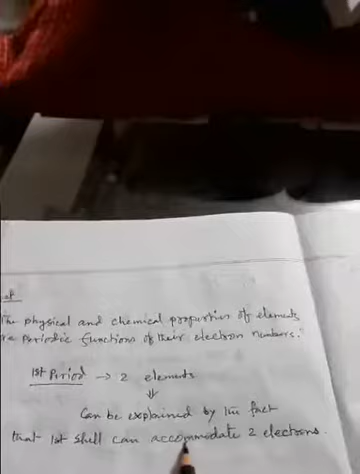 The physical and chemical properties of elements
are periodic functions of their electron numbers."
1st Period → 2 elements
⇓
Can be explained by the fact
that 1st shell can accommodate 2 electrons.